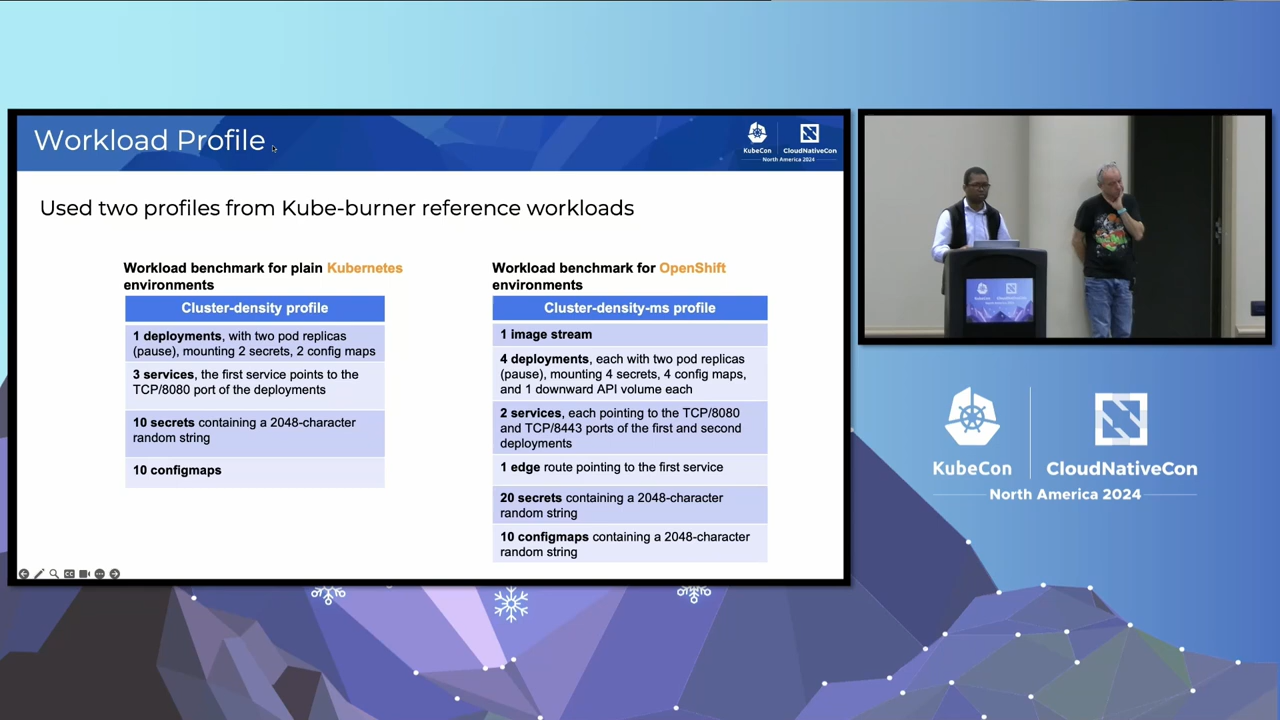 Workload Profile
KubeCon
CloudNativeCon
North America 2024
Used two profiles from Kube-burner reference workloads
Workload benchmark for plain Kubernetes
environments
Cluster-density profile
1 deployments, with two pod replicas
(pause), mounting 2 secrets, 2 config maps
3 services, the first service points to the
TCP/8080 port of the deployments
10 secrets containing a 2048-character
random string
10 configmaps
Workload benchmark for OpenShift
environments
Cluster-density-ms profile
1 image stream
4 deployments, each with two pod replicas
(pause), mounting 4 secrets, 4 config maps,
and 1 downward API volume each
2 services, each pointing to the TCP/8080
and TCP/8443 ports of the first and second
deployments
1 edge route pointing to the first service
20 secrets containing a 2048-character
random string
10 configmaps containing a 2048-character
random string
KubeCon
CloudNativeCon
North America 2024